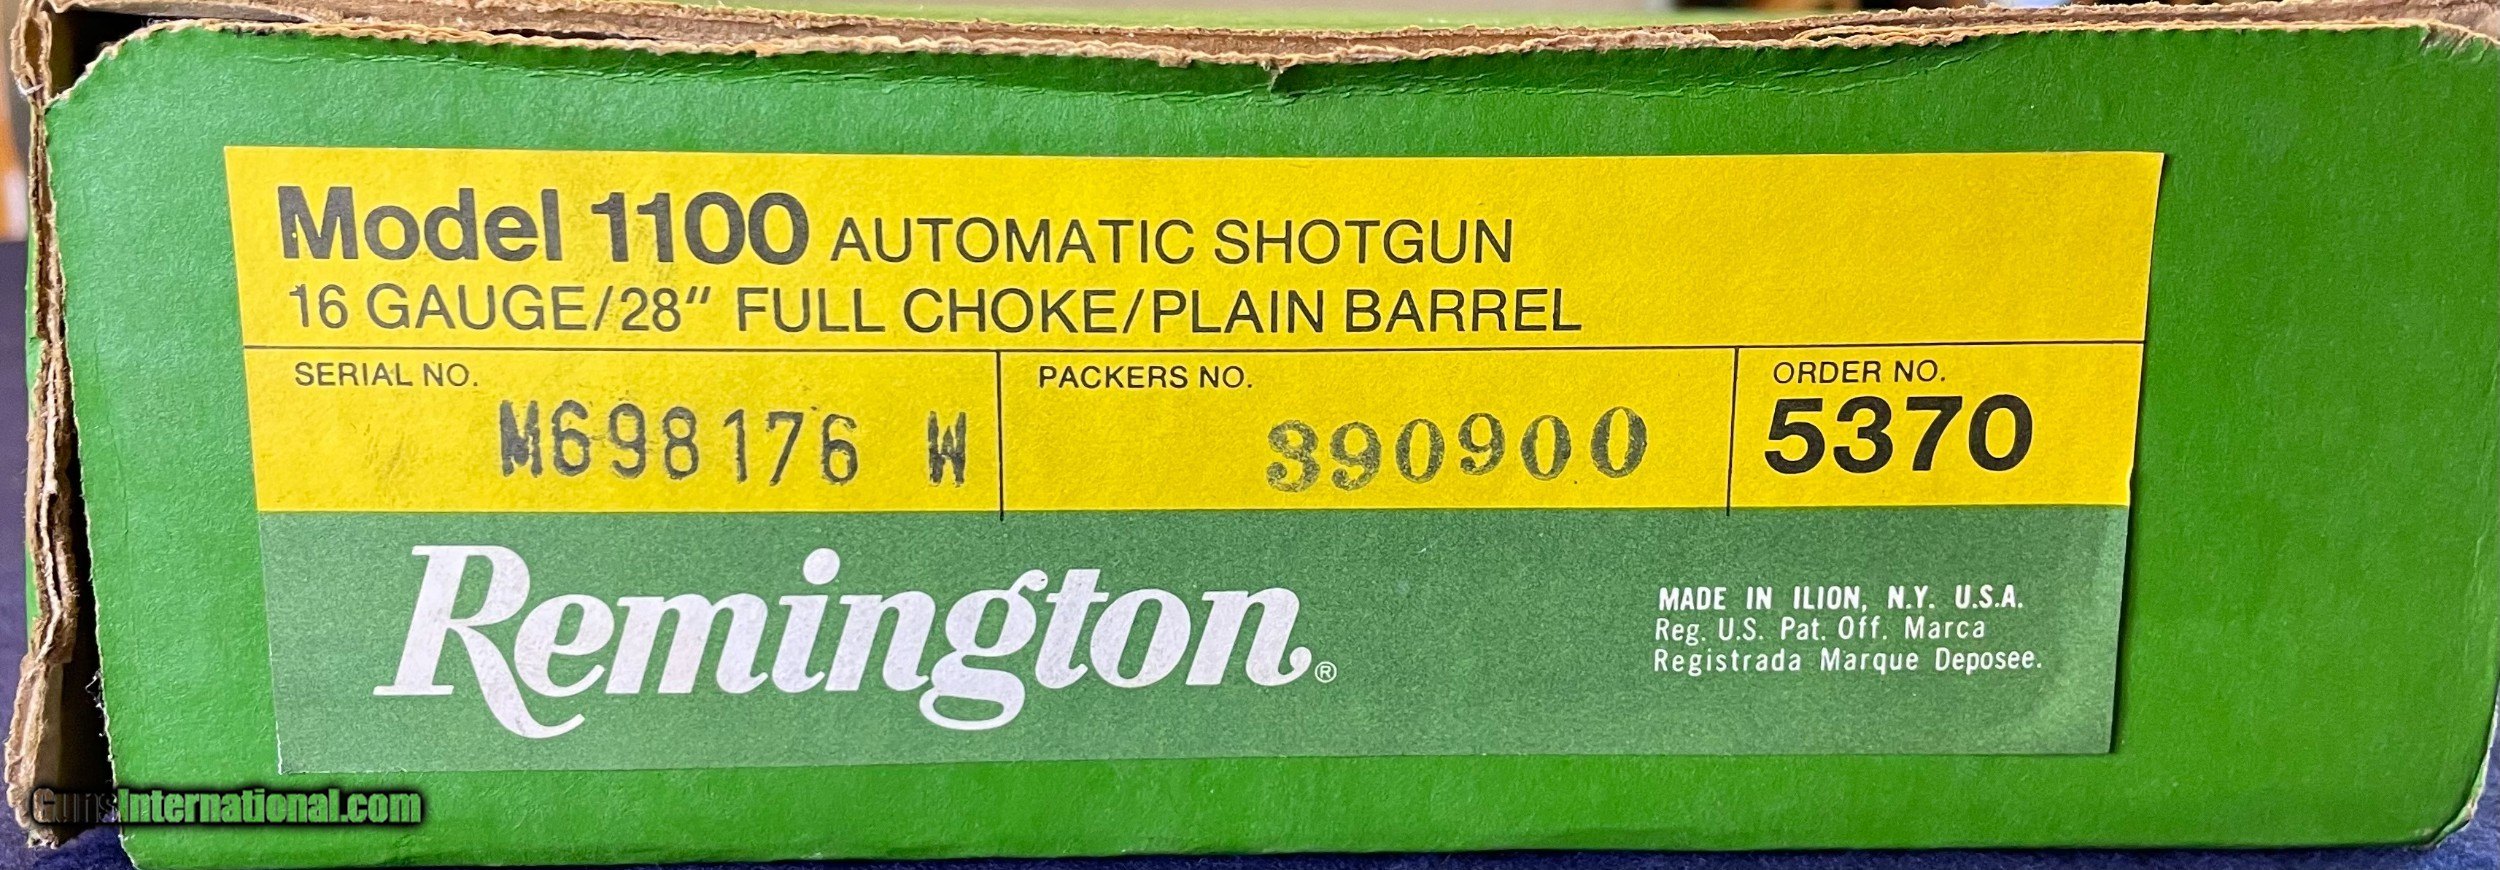 Model 1100 AUTOMATIC SHOTGUN
16 GAUGE/28" FULL CHOKE/PLAIN BARREL
SERIAL NO.
M698176 W
PACKERS NO.
390900
ORDER NO.
5370
Remington®
MADE IN ILION, N.Y. U.S.A.
Reg. U.S. Pat. Off. Marca
Registrada Marque Deposee.
GunsInternational.com